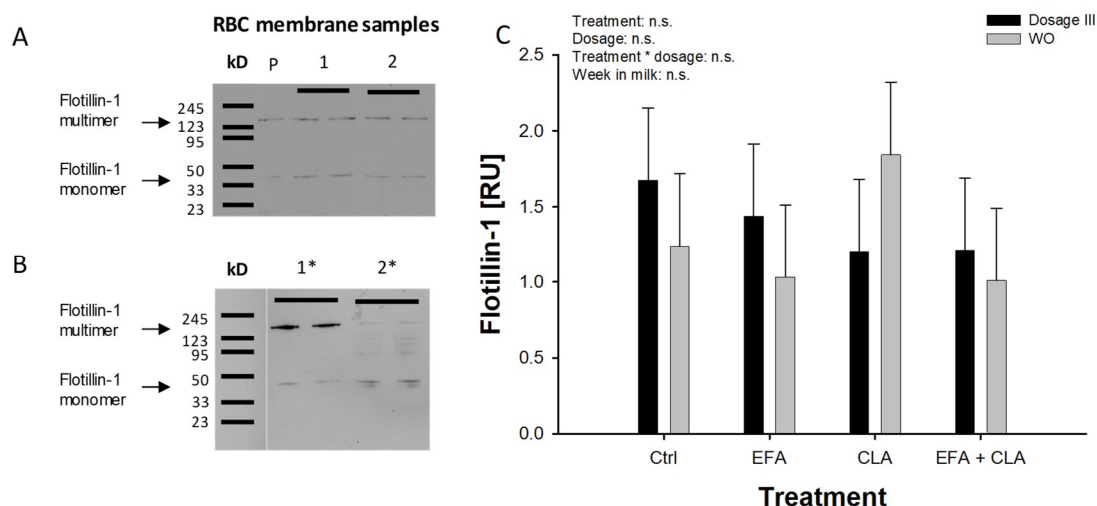 A
RBC membrane samples
kD
P
1
2
Flotillin-1
multimer
Flotillin-1
monomer
245
123
95
50
33
23
B
kD
1*
2*
Flotillin-1
multimer
Flotillin-1
monomer
245
123
95
50
33
23
C
Treatment: n.s.
Dosage: n.s.
Treatment * dosage: n.s.
Week in milk: n.s.
Dosage III
WO
Flotillin-1 [RU]
2.5
2.0
1.5
1.0
0.5
0.0
Ctrl
EFA
CLA
EFA + CLA
Treatment